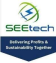 SEEtech
Delivering Profits &
Sustainability Together